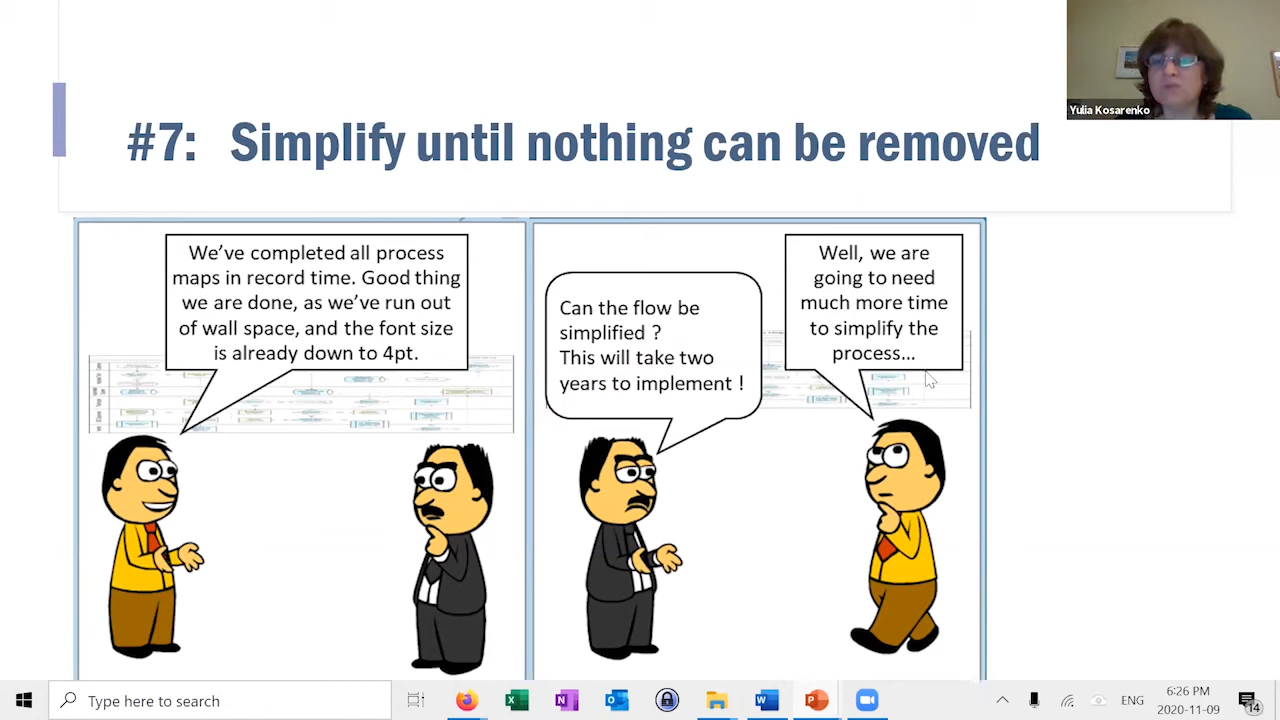 Yulia Kosarenko
#7: Simplify until nothing can be removed
We've completed all process
maps in record time. Good thing
we are done, as we've run out
of wall space, and the font size
is already down to 4pt.
Can the flow be
simplified ?
This will take two
years to implement !
Well, we are
going to need
much more time
to simplify the
process...
Type here to search
ENG
6:26 PM
2020-11-09
14